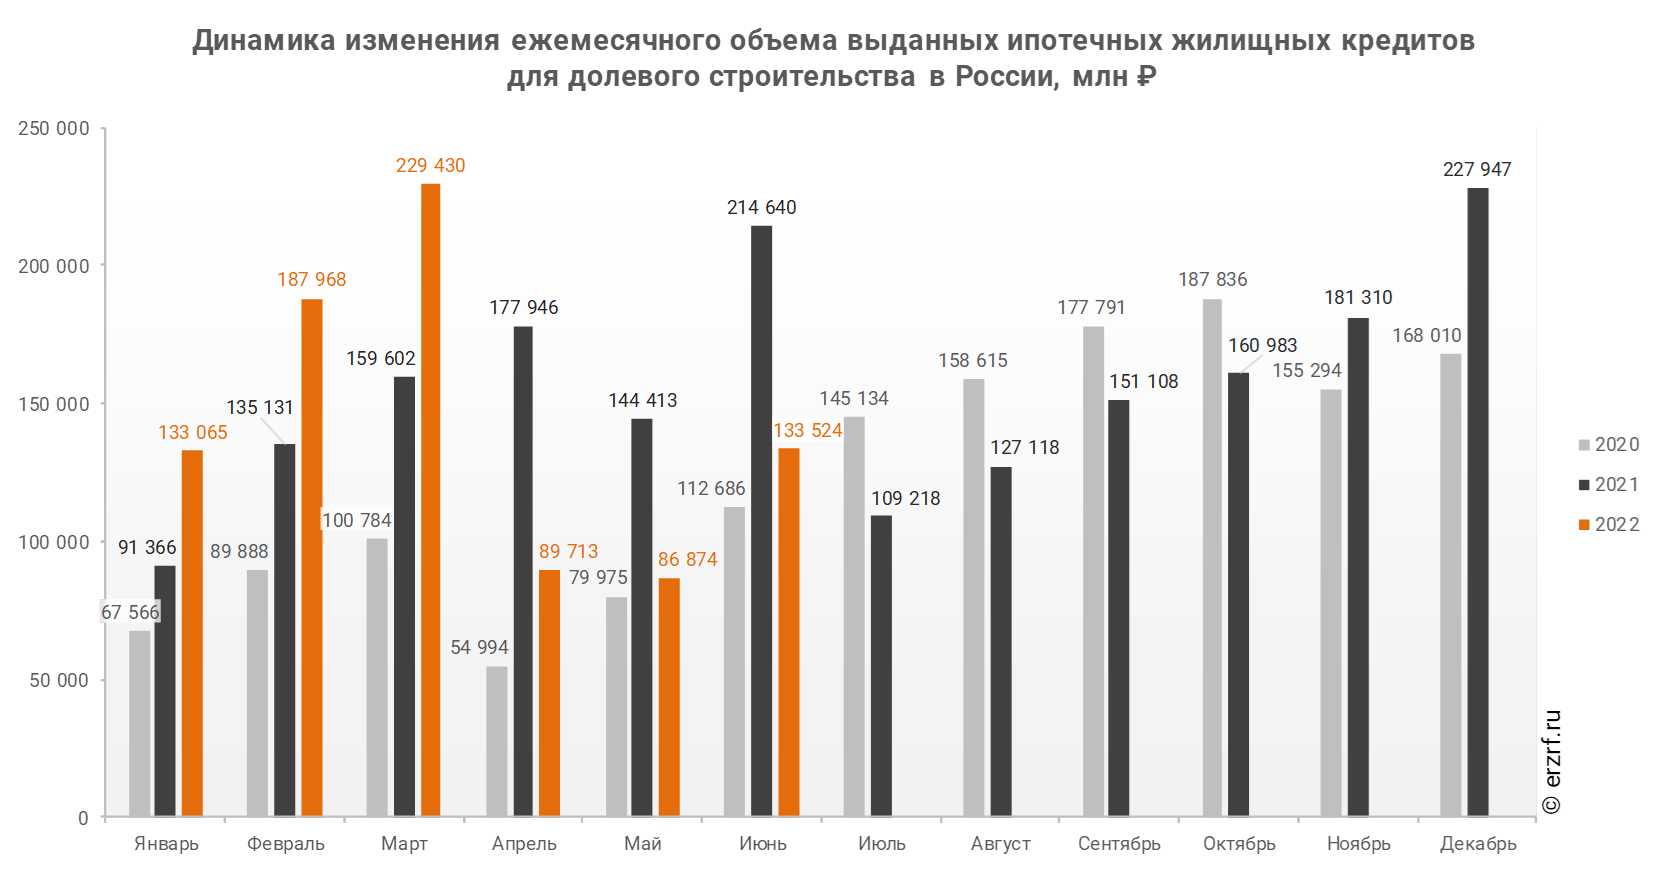 Динамика изменения ежемесячного объема выданных ипотечных жилищных кредитов
для долевого строительства в России, млн ₽
250 000
200 000
150 000
100 000
50 000
0
67 566
91 366
133 065
89 888
135 131
187 968
100 784
159 602
229 430
54 994
177 946
89 713
79 975
144 413
86 874
112 686
214 640
133 524
145 134
109 218
158 615
127 118
177 791
151 108
187 836
160 983
155 294
181 310
168 010
227 947
Январь
Февраль
Март
Апрель
Май
Июнь
Июль
Август
Сентябрь
Октябрь
Ноябрь
Декабрь
2020
2021
2022
© erzrf.ru